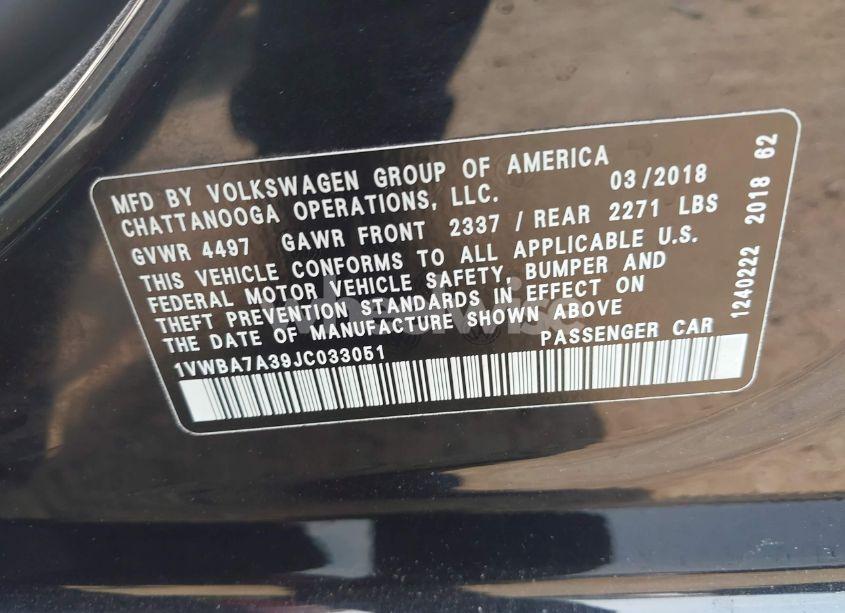 MFD BY VOLKSWAGEN GROUP OF AMERICA
CHATTANOOGA OPERATIONS, LLC. 03/2018
GVWR 4497 GAWR FRONT 2337 / REAR 2271 LBS
THIS VEHICLE CONFORMS TO ALL APPLICABLE U.S.
FEDERAL MOTOR VEHICLE SAFETY, BUMPER AND
THEFT PREVENTION STANDARDS IN EFFECT ON
THE DATE OF MANUFACTURE SHOWN ABOVE
1VWBA7A39JC033051 PASSENGER CAR
1240222 2018 62
wheelwise